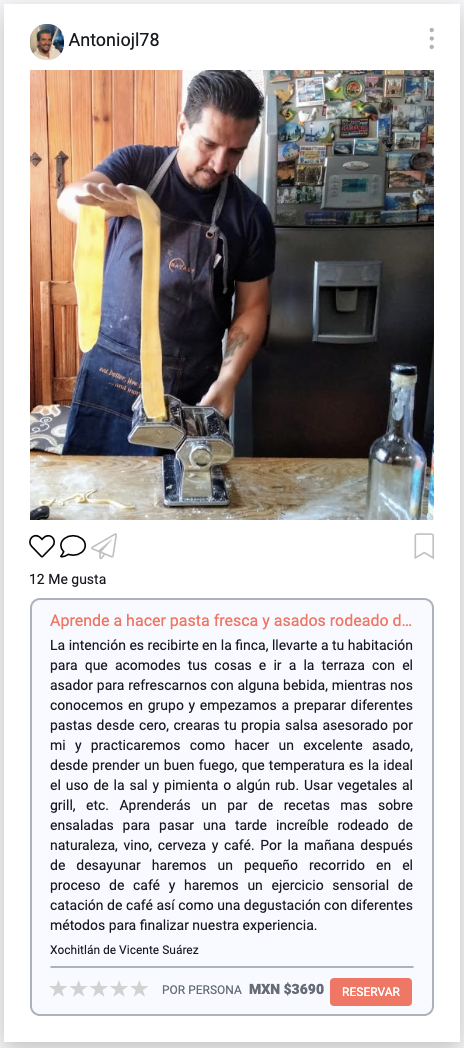 Antoniojl78
12 Me gusta
Aprende a hacer pasta fresca y asados rodeado d...
La intención es recibirte en la finca, llevarte a tu habitación
para que acomodes tus cosas e ir a la terraza con el
asador para refrescarnos con alguna bebida, mientras nos
conocemos en grupo y empezamos a preparar diferentes
pastas desde cero, crearas tu propia salsa asesorado por
mi y practicaremos como hacer un excelente asado,
desde prender un buen fuego, que temperatura es la ideal
el uso de la sal y pimienta o algún rub. Usar vegetales al
grill, etc. Aprenderás un par de recetas mas sobre
ensaladas para pasar una tarde increíble rodeado de
naturaleza, vino, cerveza y café. Por la mañana después
de desayunar haremos un pequeño recorrido en el
proceso de café y haremos un ejercicio sensorial de
catación de café así como una degustación con diferentes
métodos para finalizar nuestra experiencia.
Xochitlán de Vicente Suárez
POR PERSONA MXN $3690 RESERVAR